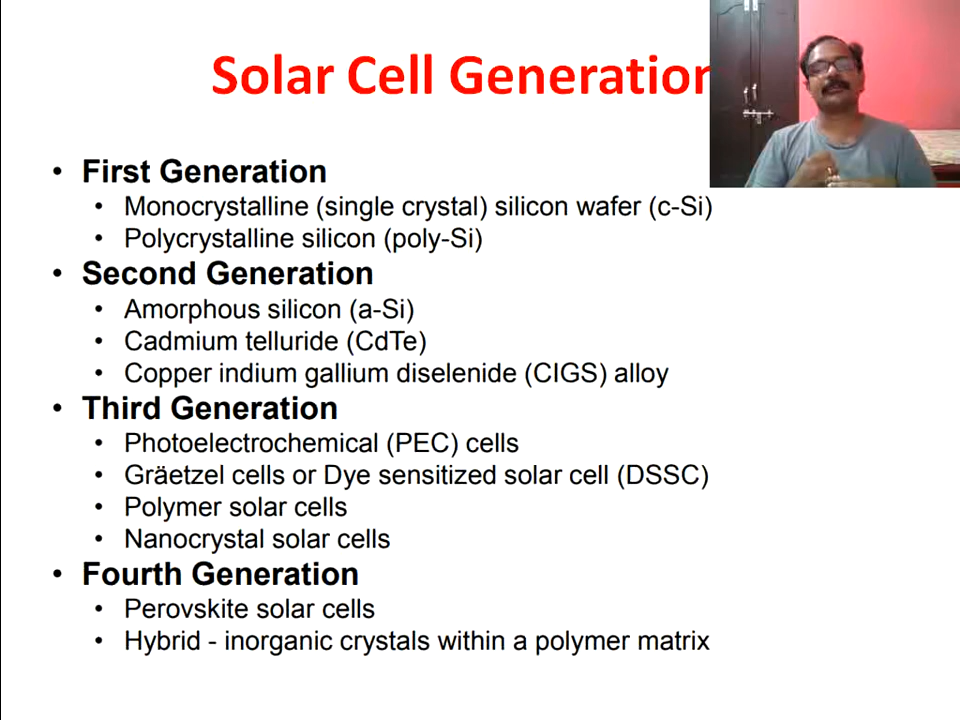 Solar Cell Generation
• First Generation
• Monocrystalline (single crystal) silicon wafer (c-Si)
• Polycrystalline silicon (poly-Si)
• Second Generation
• Amorphous silicon (a-Si)
• Cadmium telluride (CdTe)
• Copper indium gallium diselenide (CIGS) alloy
• Third Generation
• Photoelectrochemical (PEC) cells
• Gräetzel cells or Dye sensitized solar cell (DSSC)
• Polymer solar cells
• Nanocrystal solar cells
• Fourth Generation
• Perovskite solar cells
• Hybrid - inorganic crystals within a polymer matrix